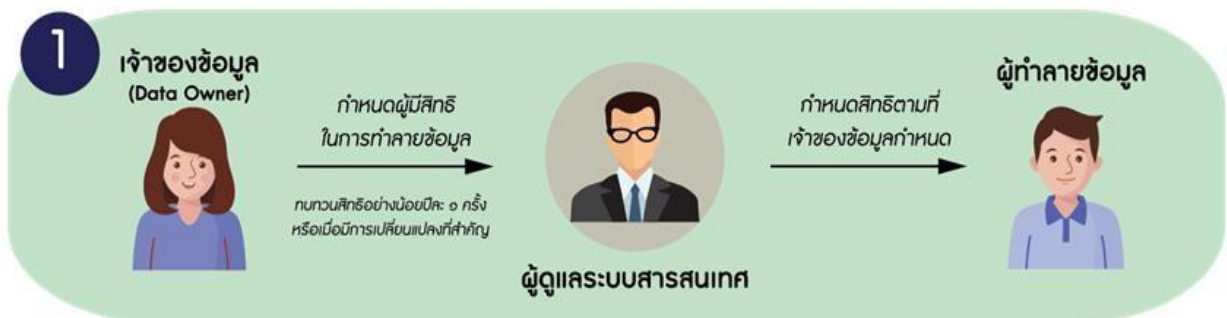 1
เจ้าของข้อมูล
(Data Owner)
กำหนดผู้มีสิทธิ
ในการทำลายข้อมูล
ทบทวนสิทธิอย่างน้อยปีละ ๑ ครั้ง
หรือเมื่อมีการเปลี่ยนแปลงที่สำคัญ
ผู้ดูแลระบบสารสนเทศ
กำหนดสิทธิตามที่
เจ้าของข้อมูลกำหนด
ผู้ทำลายข้อมูล